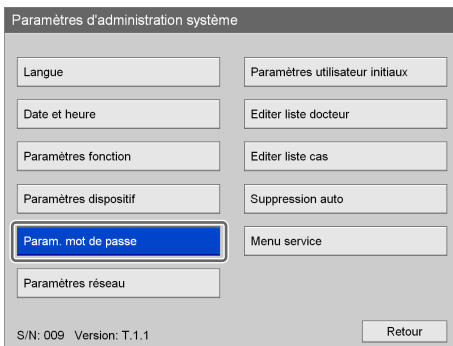 Paramètres d'administration système
Langue
Date et heure
Paramètres fonction
Paramètres dispositif
Param. mot de passe
Paramètres réseau
Paramètres utilisateur initiaux
Editer liste docteur
Editer liste cas
Suppression auto
Menu service
S/N: 009 Version: T.1.1
Retour